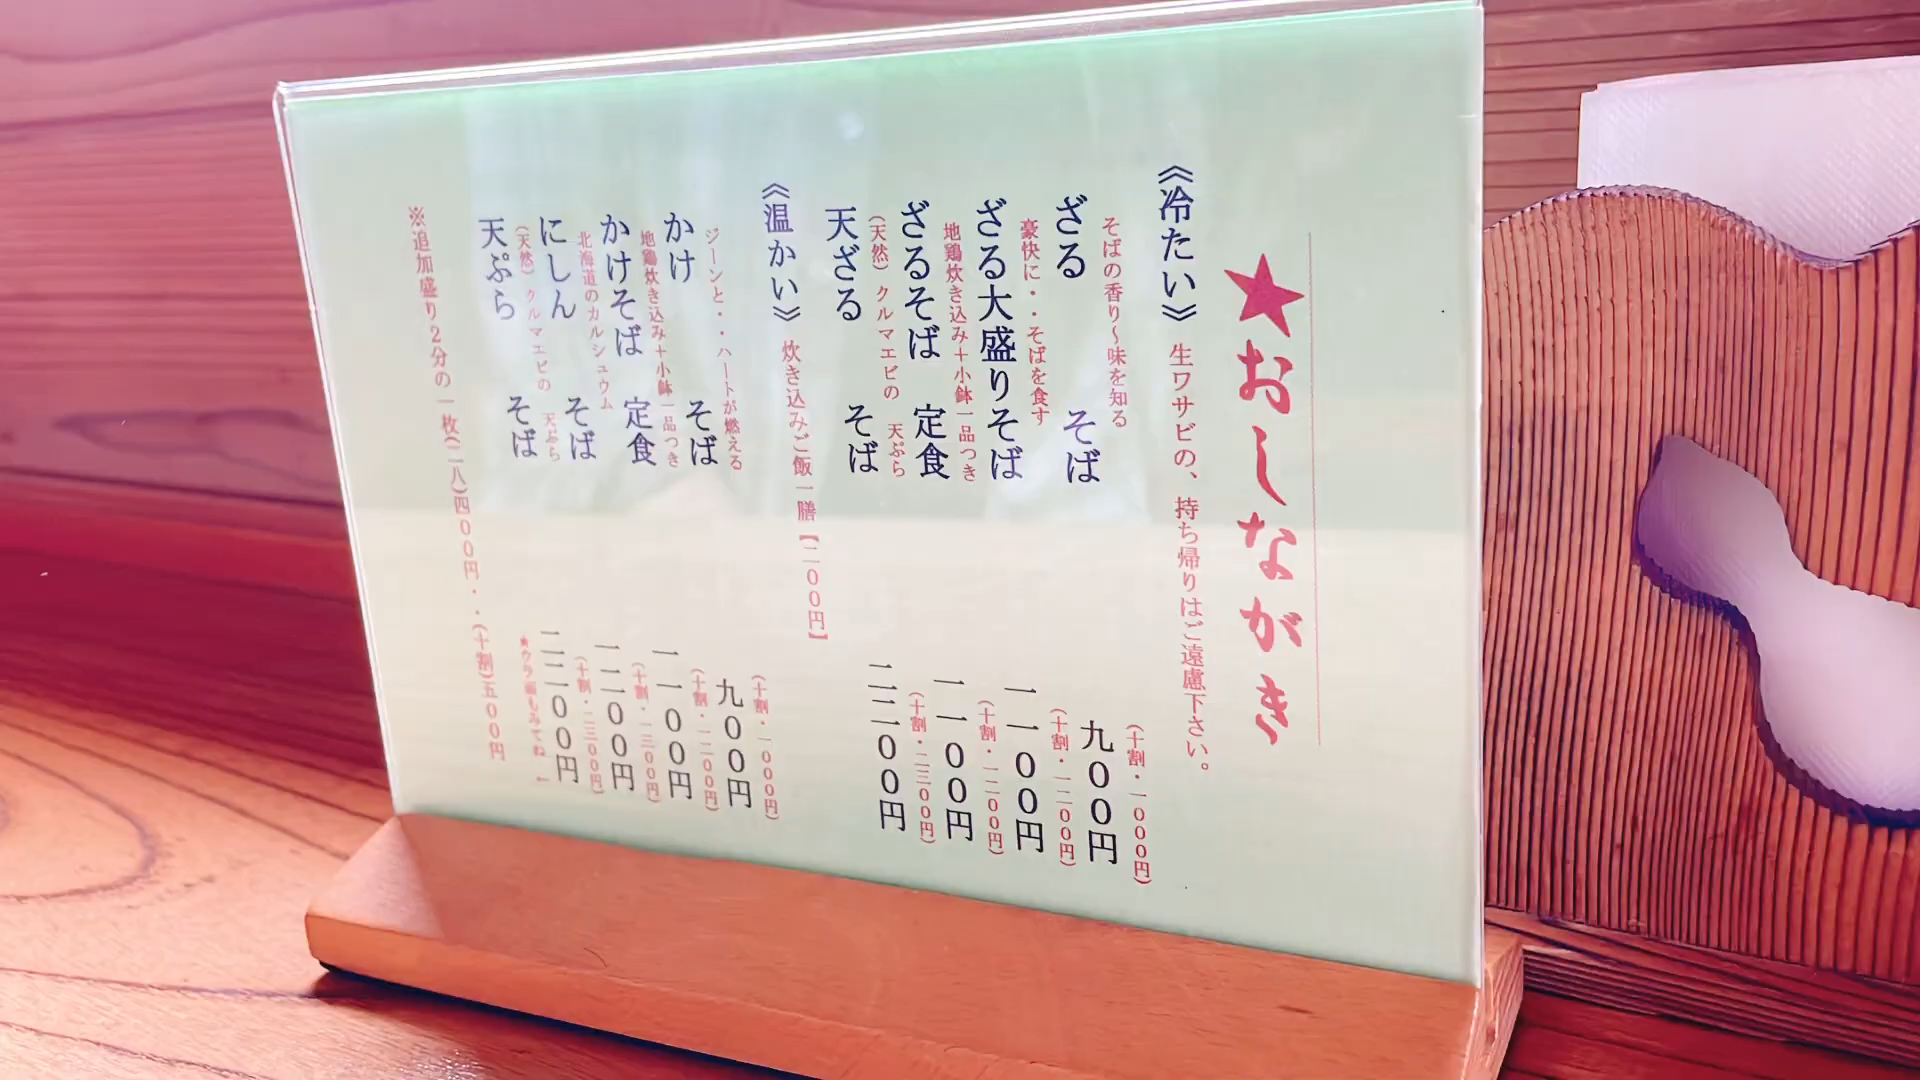 ★おしながき
《冷たい》 生ワサビの、持ち帰りはご遠慮下さい。
そばの香り～味を知る (十割・一〇〇〇円)
ざる そば 九〇〇円
豪快に・・そばを食す (十割・一二〇〇円)
ざる大盛りそば 一一〇〇円
地鶏炊き込み+小鉢一品つき (十割・一二〇〇円)
ざるそば 定食 一一〇〇円
(天然) クルマエビの 天ぷら (十割・二三〇〇円)
天ざる そば 二二〇〇円
《温かい》 炊き込みご飯一膳【二〇〇円】
ジーンと・・ハートが燃える (十割・一〇〇〇円)
かけ そば 九〇〇円
地鶏炊き込み+小鉢一品つき (十割・一二〇〇円)
かけそば 定食 一一〇〇円
北海道のカルシュウム (十割・一三〇〇円)
にしん そば 一二〇〇円
(天然) クルマエビの 天ぷら (十割・二三〇〇円)
天ぷら そば 二二〇〇円
★ウラ面もみてね
※追加盛り2分の一枚(二八)四〇〇円・・(十割)五〇〇円